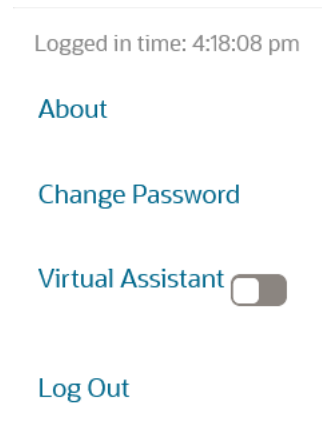 Logged in time: 4:18:08 pm
About
Change Password
Virtual Assistant
Log Out